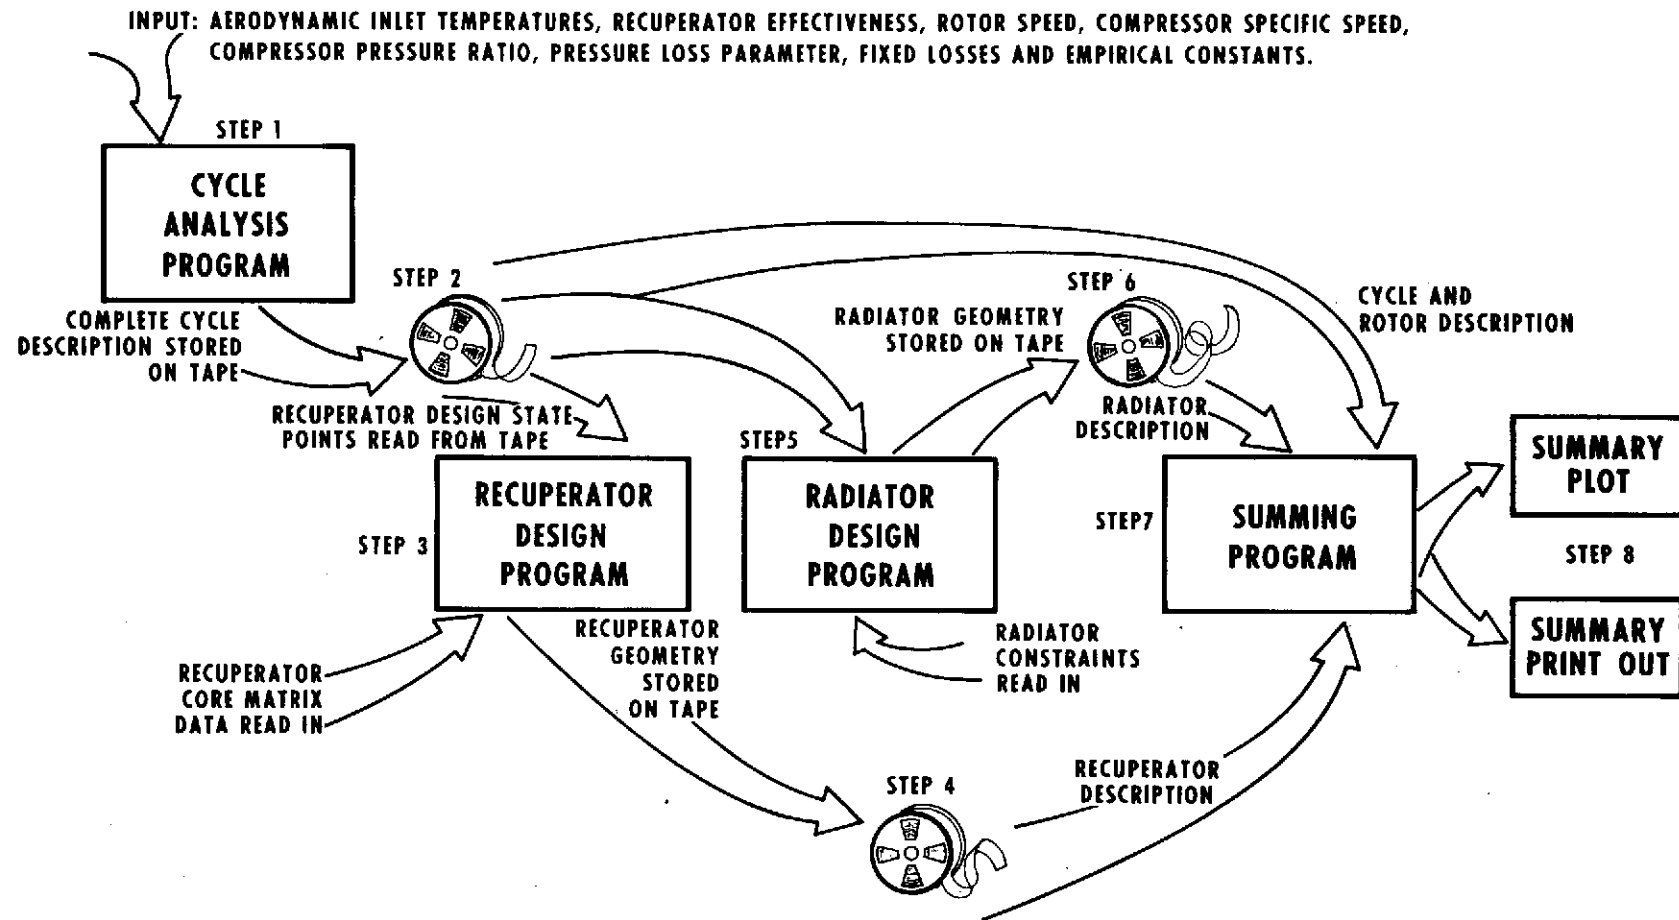 INPUT: AERODYNAMIC INLET TEMPERATURES, RECUPERATOR EFFECTIVENESS, ROTOR SPEED, COMPRESSOR SPECIFIC SPEED,
COMPRESSOR PRESSURE RATIO, PRESSURE LOSS PARAMETER, FIXED LOSSES AND EMPIRICAL CONSTANTS.
STEP 1
CYCLE
ANALYSIS
PROGRAM
COMPLETE CYCLE
DESCRIPTION STORED
ON TAPE
STEP 2
RECUPERATOR DESIGN STATE
POINTS READ FROM TAPE
STEP 3
RECUPERATOR
DESIGN
PROGRAM
RECUPERATOR
CORE MATRIX
DATA READ IN
RECUPERATOR
GEOMETRY
STORED
ON TAPE
STEP 4
RECUPERATOR
DESCRIPTION
STEP5
RADIATOR
DESIGN
PROGRAM
RADIATOR
CONSTRAINTS
READ IN
RADIATOR GEOMETRY
STORED ON TAPE
STEP 6
RADIATOR
DESCRIPTION
CYCLE AND
ROTOR DESCRIPTION
STEP7
SUMMING
PROGRAM
SUMMARY
PLOT
STEP 8
SUMMARY
PRINT OUT